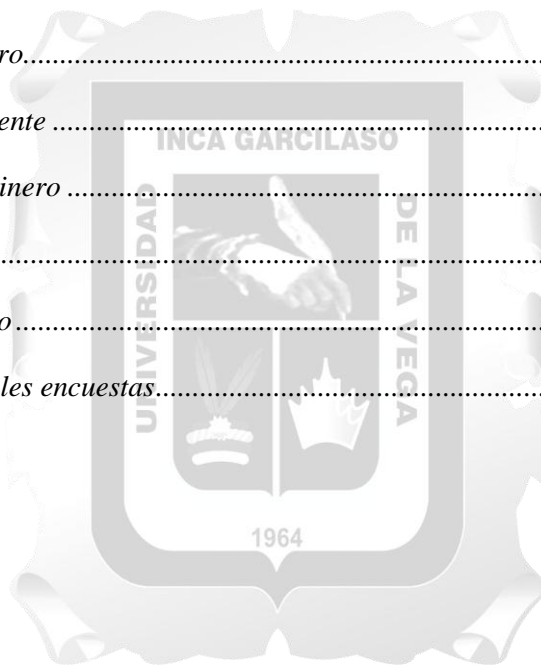 ro..........................................................................
ente ......................................................................
INCA GARCILASO
inero ....................................................................
UNIVERSIDAD
DE LA VEGA
..............................................................................
o ...........................................................................
les encuestas.......................................................
1964